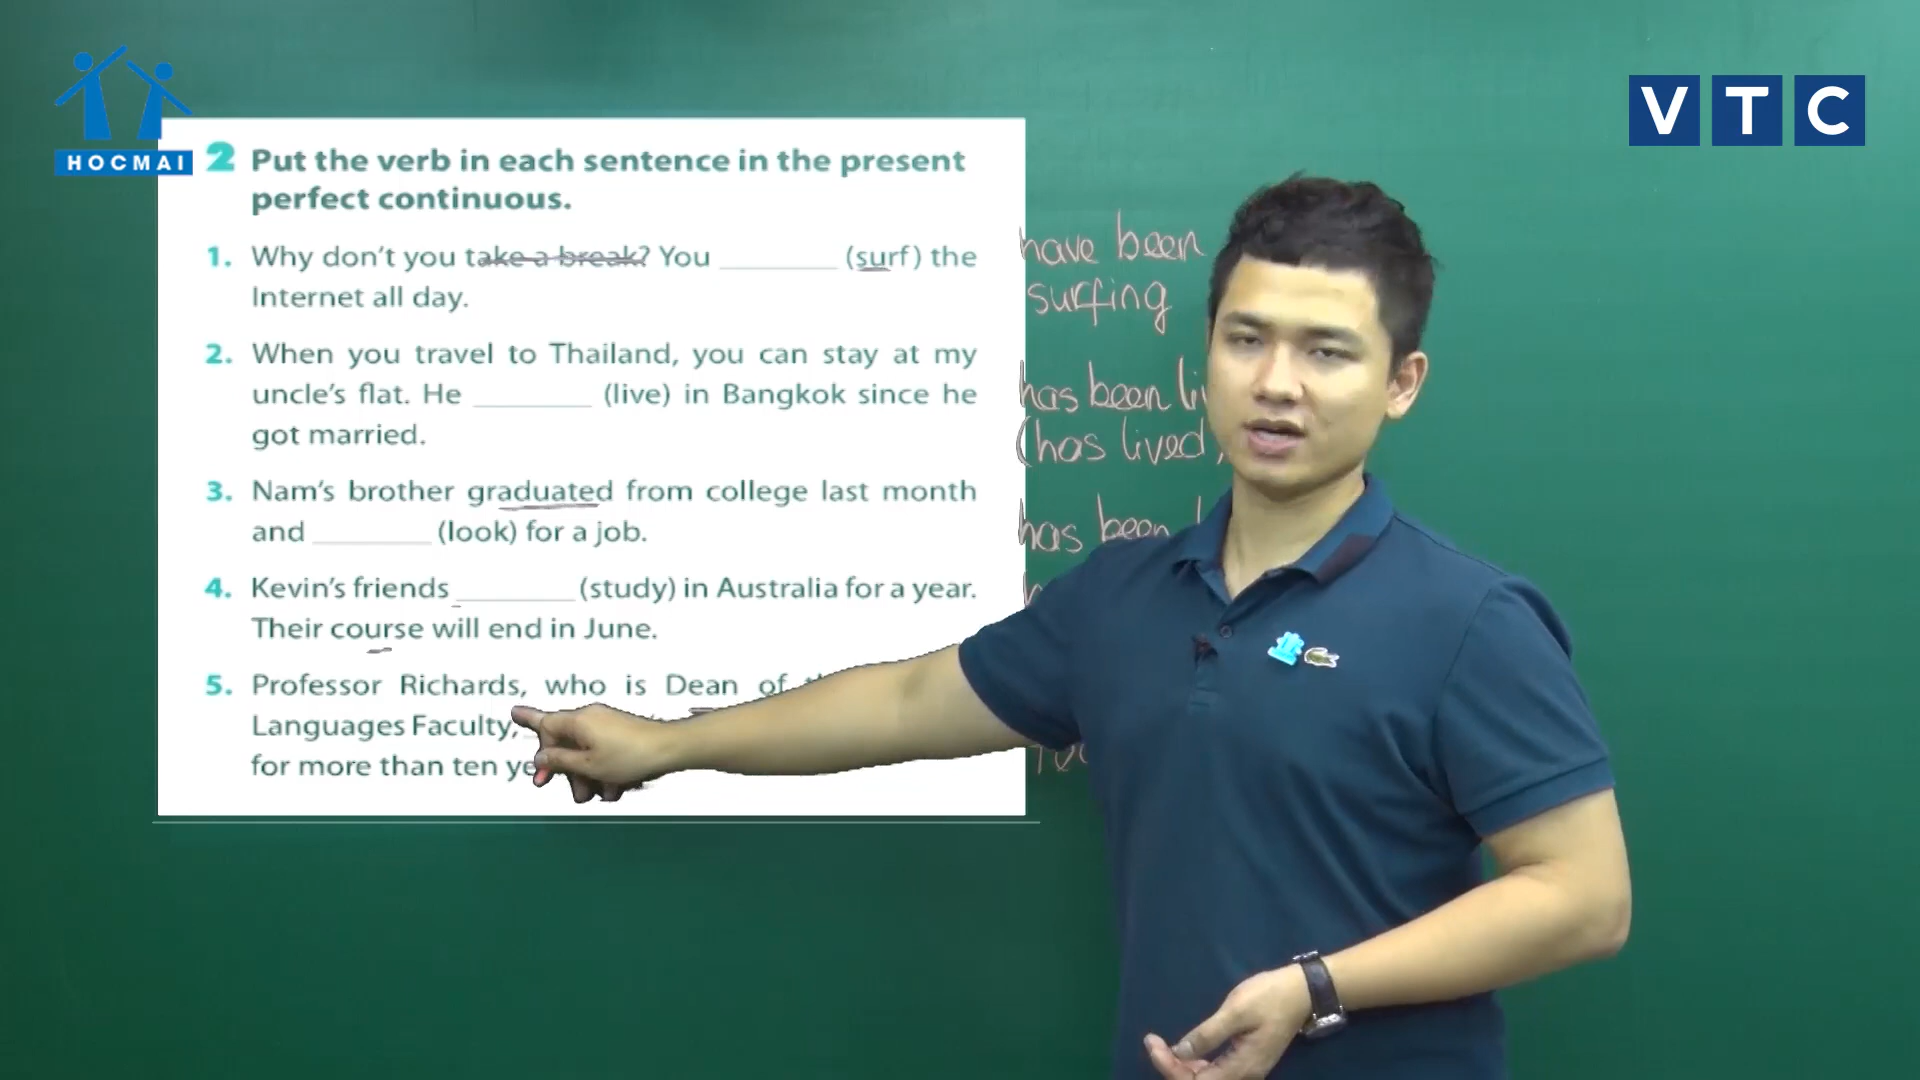 HOCMAI
VTC
2 Put the verb in each sentence in the present
perfect continuous.
1. Why don't you take a break? You ________ (surf) the
Internet all day.
2. When you travel to Thailand, you can stay at my
uncle's flat. He ________ (live) in Bangkok since he
got married.
3. Nam's brother graduated from college last month
and ________ (look) for a job.
4. Kevin's friends ________ (study) in Australia for a year.
Their course will end in June.
5. Professor Richards, who is Dean of
Languages Faculty,
for more than ten
have been
surfing
has been
(has lived,
has been